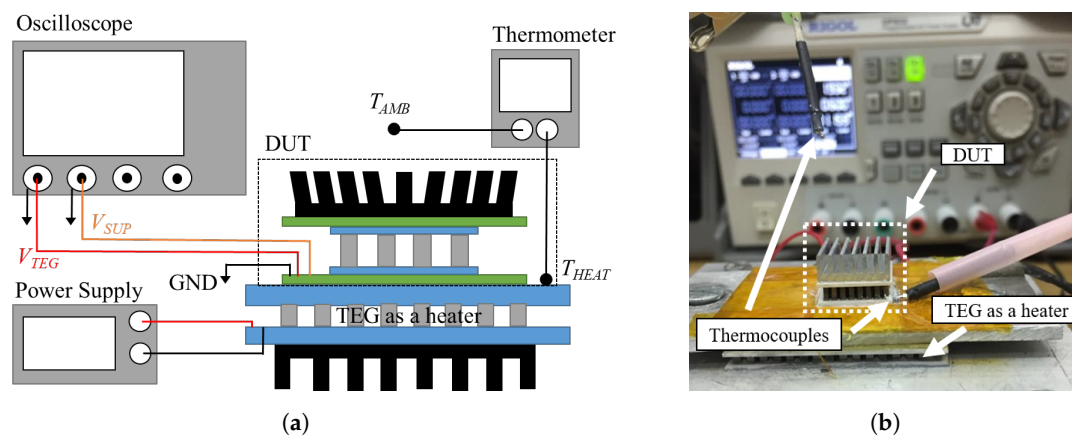 Oscilloscope
Thermometer
T_AMB
DUT
V_SUP
V_TEG
GND
T_HEAT
Power Supply
TEG as a heater
(a)
RIGOL
DUT
TEG as a heater
Thermocouples
(b)